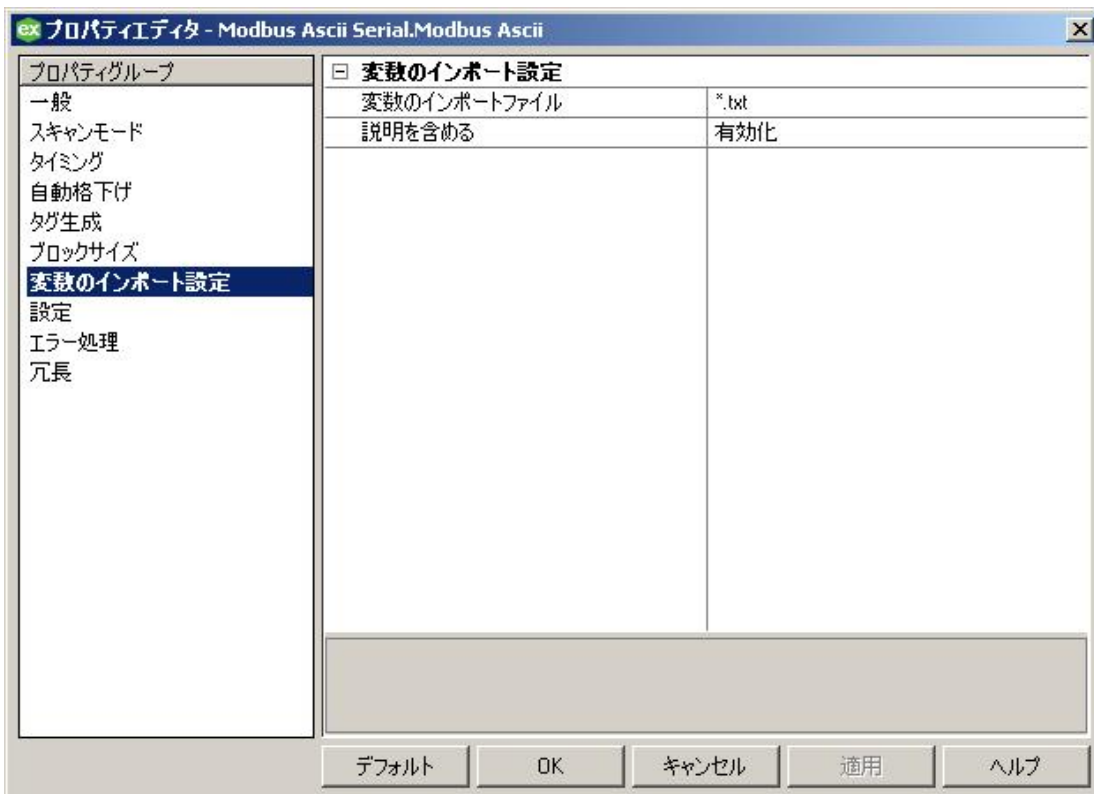 ex プロパティエディタ - Modbus Ascii Serial.Modbus Ascii
プロパティグループ
一般
スキャンモード
タイミング
自動格下げ
タグ生成
ブロックサイズ
変数のインポート設定
設定
エラー処理
冗長
変数のインポート設定
変数のインポートファイル *.txt
説明を含める 有効化
デフォルト OK キャンセル 適用 ヘルプ